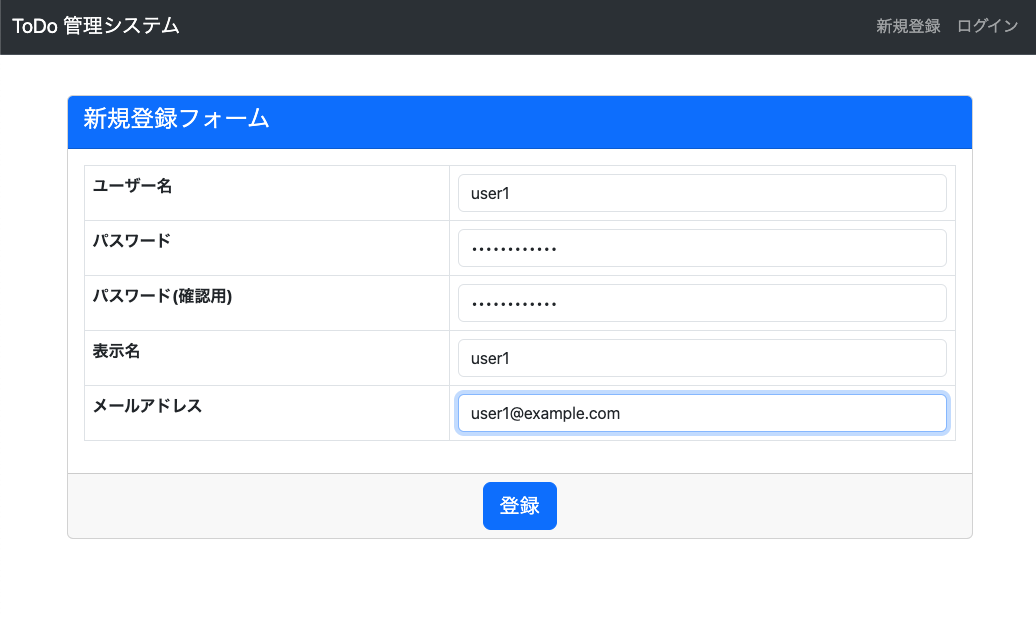 ToDo 管理システム
新規登録 ログイン
新規登録フォーム
ユーザー名 user1
パスワード ••••••••••••
パスワード(確認用) ••••••••••••
表示名 user1
メールアドレス user1@example.com
登録